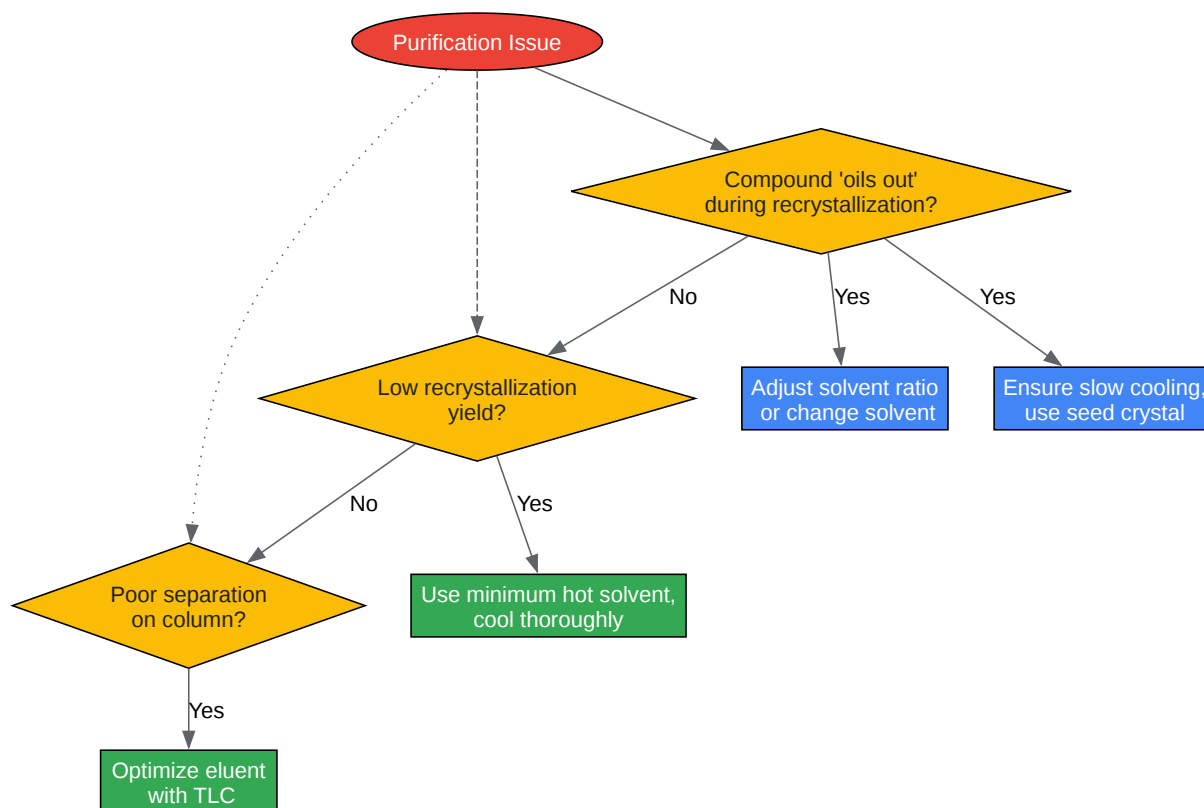 Purification Issue
Compound 'oils out'
during recrystallization?
No
Yes
Yes
Low recrystallization
yield?
Adjust solvent ratio
or change solvent
Ensure slow cooling,
use seed crystal
No
Yes
Poor separation
on column?
Use minimum hot solvent,
cool thoroughly
Yes
Optimize eluent
with TLC